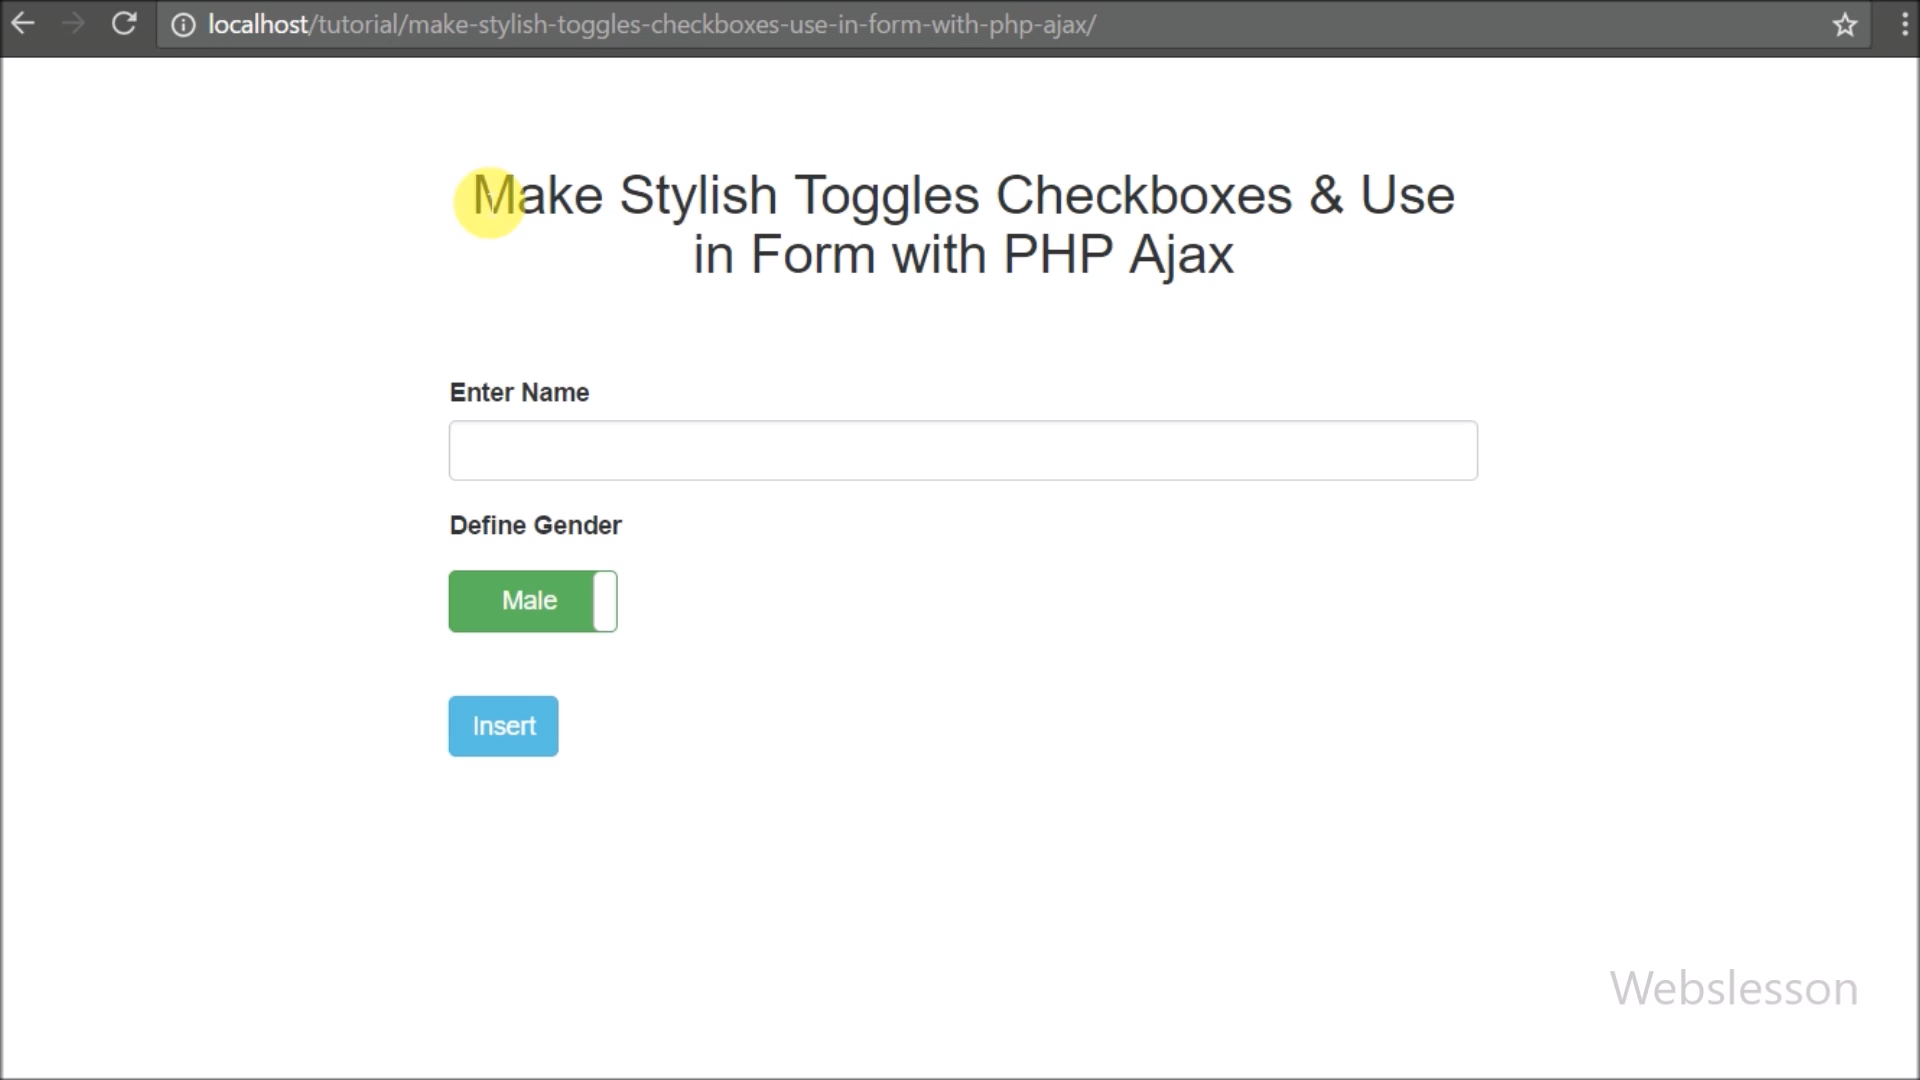 localhost/tutorial/make-stylish-toggles-checkboxes-use-in-form-with-php-ajax/
Make Stylish Toggles Checkboxes & Use
in Form with PHP Ajax
Enter Name
Define Gender
Male
Insert
Webslesson